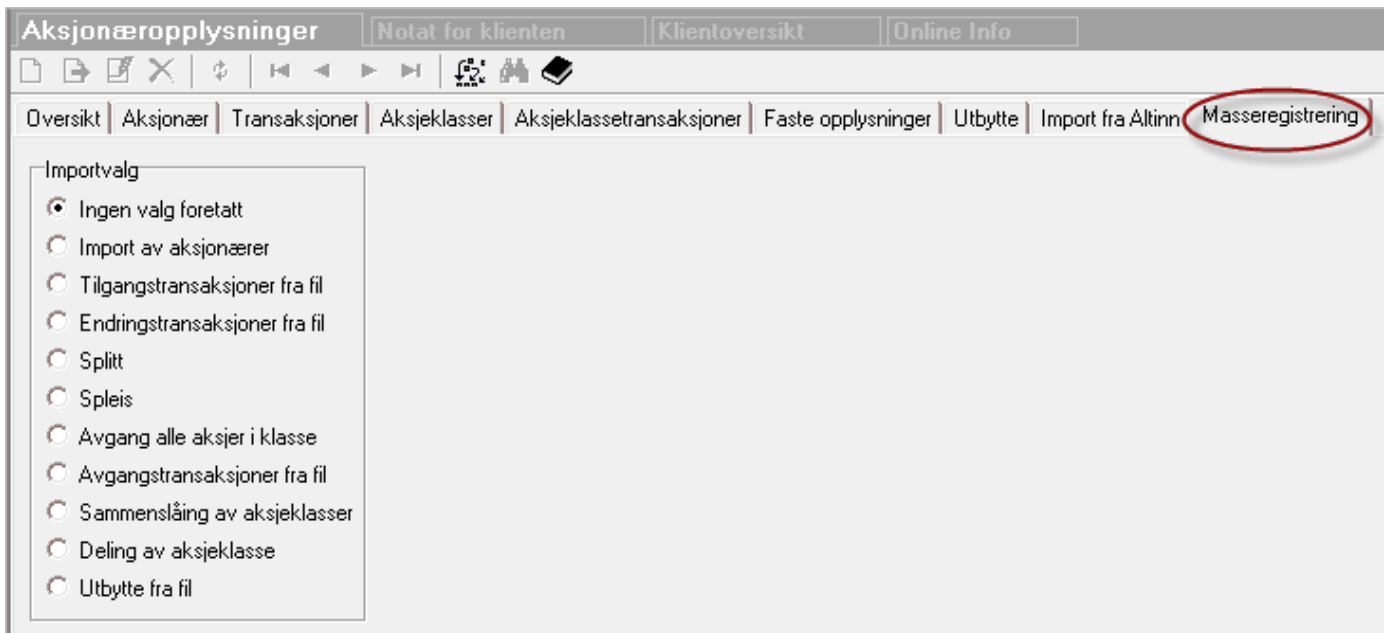 Aksjonæropplysninger Notat for klienten Klientoversikt Online Info
Oversikt Aksjonær Transaksjoner Aksjeklasser Aksjeklassetransaksjoner Faste opplysninger Utbytte Import fra Altinn Masseregistrering
Importvalg
Ingen valg foretatt
Import av aksjonærer
Tilgangstransaksjoner fra fil
Endringstransaksjoner fra fil
Splitt
Spleis
Avgang alle aksjer i klasse
Avgangstransaksjoner fra fil
Sammenslåing av aksjeklasser
Deling av aksjeklasse
Utbytte fra fil